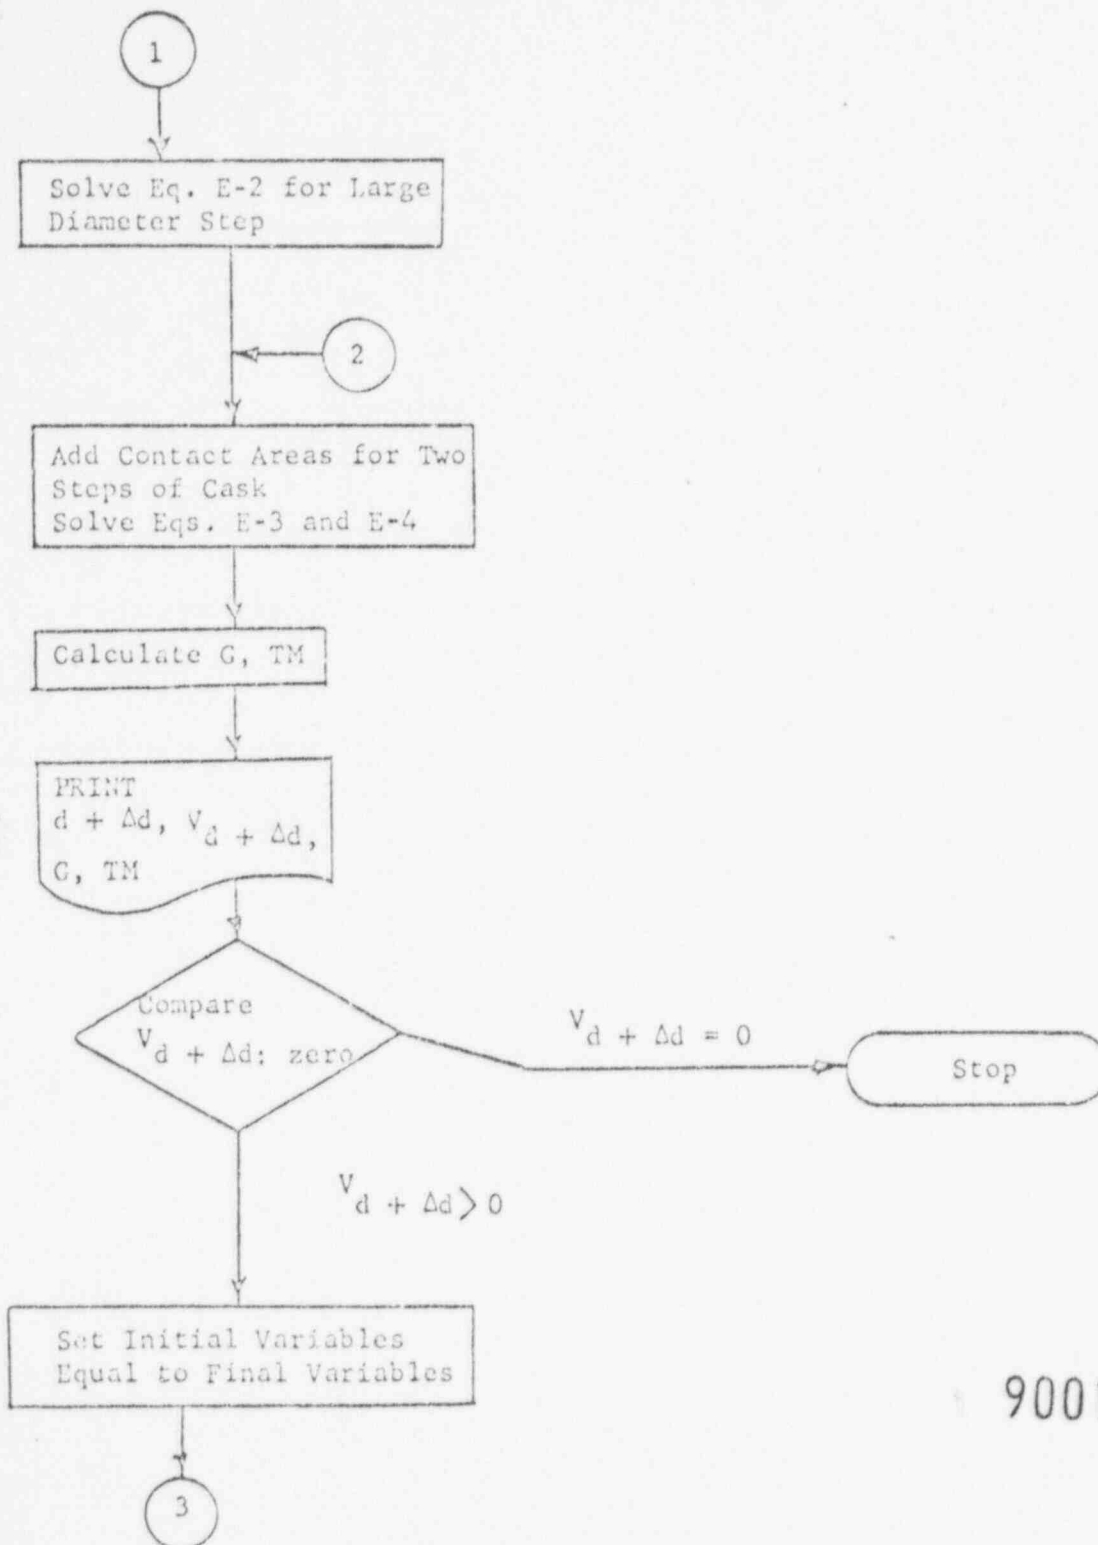 1
Solve Eq. E-2 for Large
Diameter Step
2
Add Contact Areas for Two
Steps of Cask
Solve Eqs. E-3 and E-4
Calculate G, TM
PRINT
d + Δd, V d + Δd,
G, TM
Compare
V d + Δd: zero
V d + Δd = 0
Stop
V d + Δd > 0
Set Initial Variables
Equal to Final Variables
900
3